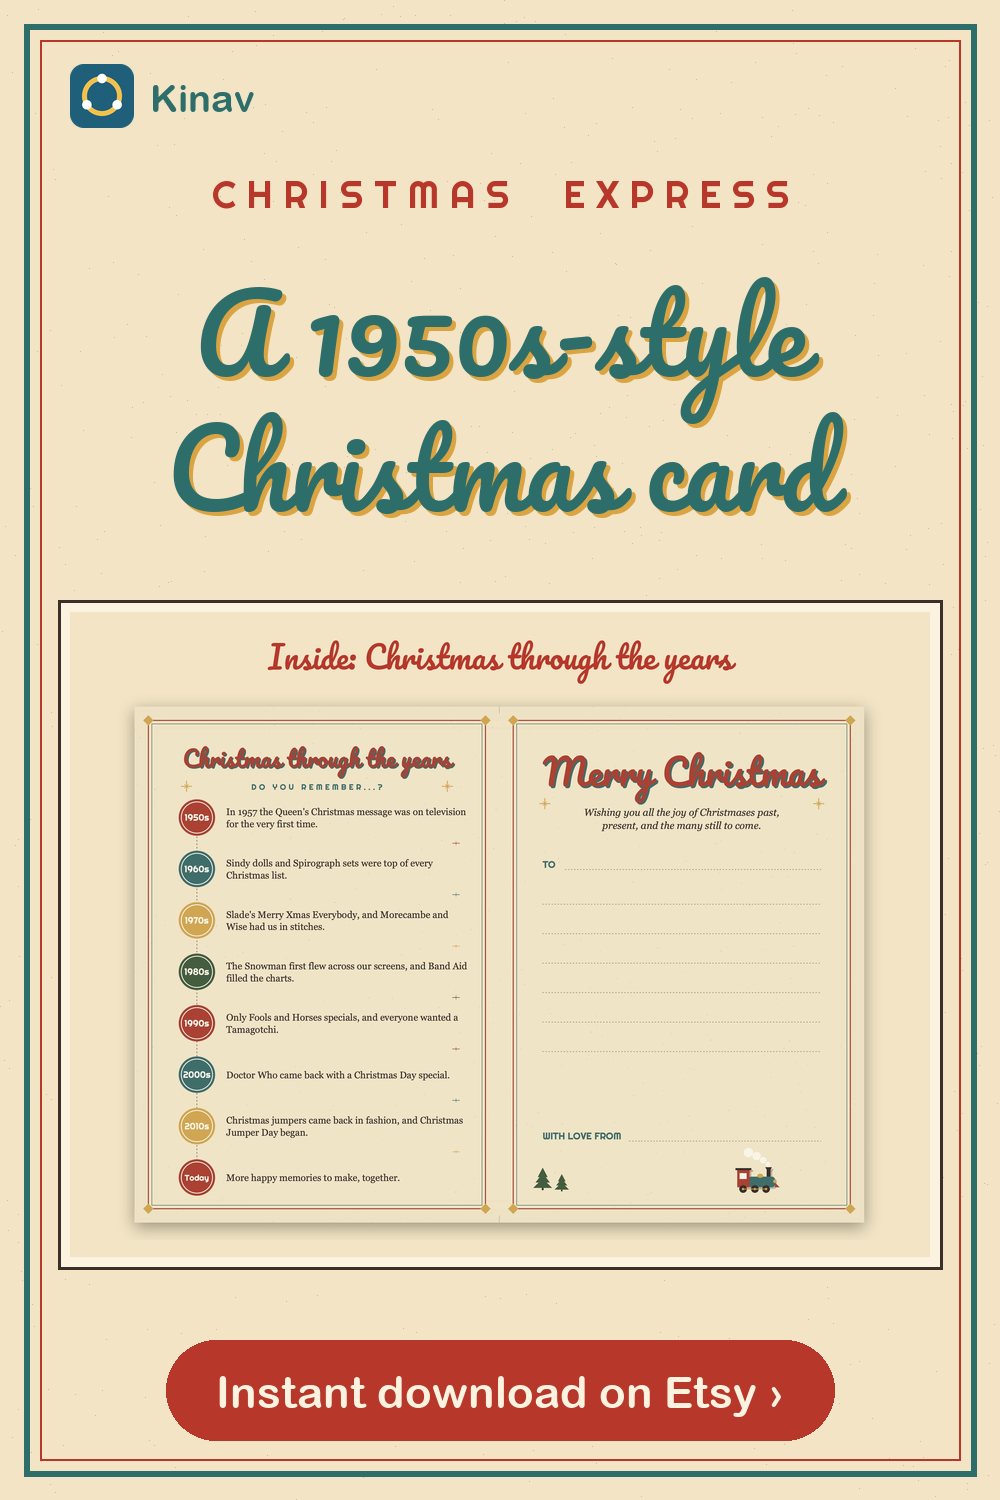 Kinav
CHRISTMAS EXPRESS
A 1950s-style
Christmas card
Inside: Christmas through the years
Christmas through the years
DO YOU REMEMBER...?
1950s
In 1957 the Queen's Christmas message was on television
for the very first time.
1960s
Sindy dolls and Spirograph sets were top of every
Christmas list.
1970s
Slade's Merry Xmas Everybody, and Morecambe and
Wise had us in stitches.
1980s
The Snowman first flew across our screens, and Band Aid
filled the charts.
1990s
Only Fools and Horses specials, and everyone wanted a
Tamagotchi.
2000s
Doctor Who came back with a Christmas Day special.
2010s
Christmas jumpers came back in fashion, and Christmas
Jumper Day began.
Today
More happy memories to make, together.
Merry Christmas
Wishing you all the joy of Christmases past,
present, and the many still to come.
TO
WITH LOVE FROM
Instant download on Etsy ›